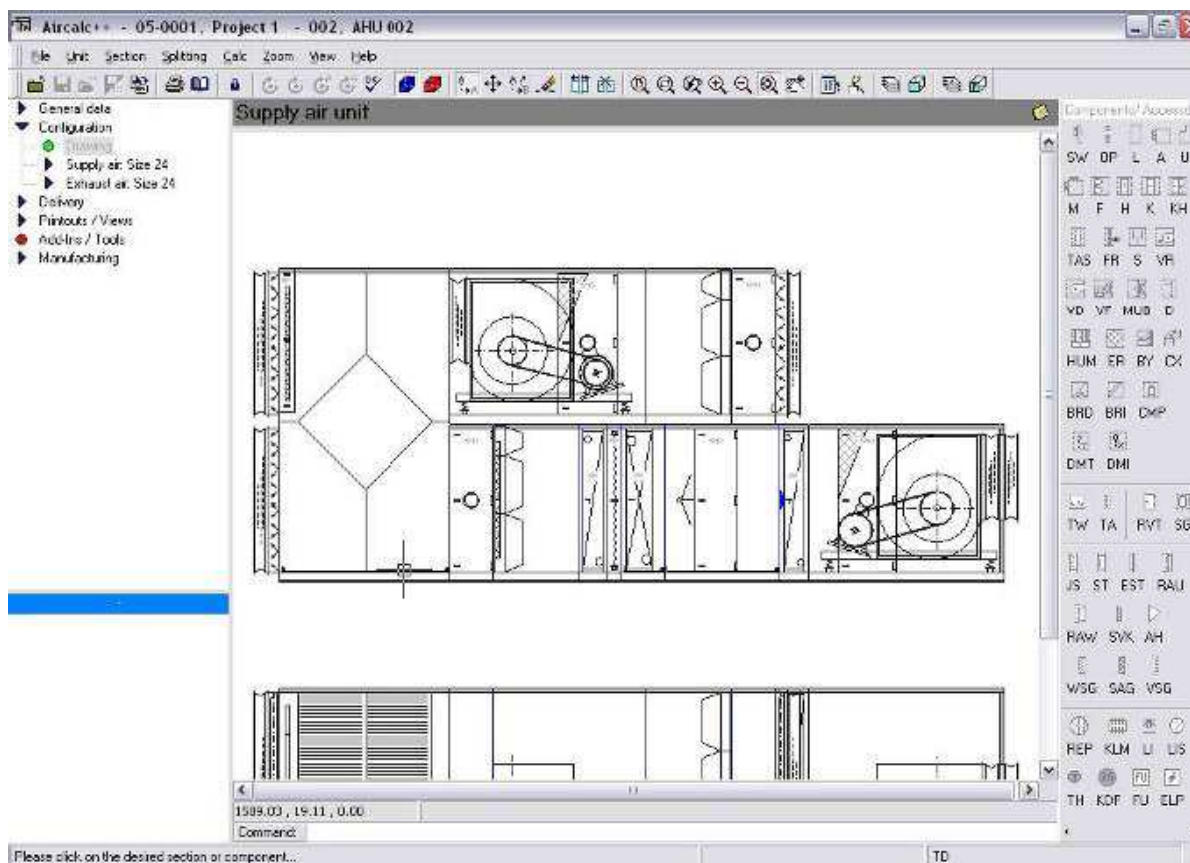 Aircalc++ - 05-0001, Project 1 - 002, AHU 002
File Unit Section Splitting Calc Zoom View Help
General data
Configuration
Drawing
Supply air: Size 24
Exhaust air: Size 24
Delivery
Printouts / Views
Add-Ins / Tools
Manufacturing
Supply air unit
Components/
SW DP L A U
M F H K KH
TAS FR S VR
VD VF MUB D
HUM ER BY CX
BRD BRI CMP
DMT DMI
TW TA RVT SG
JS ST EST RAU
RAW SVK AH
WSG SAG VSG
REP KLM LI LIS
TH KDF FU ELP
1589.03 , 19.11 , 0.00
Command:
Please click on the desired section or component...
TD